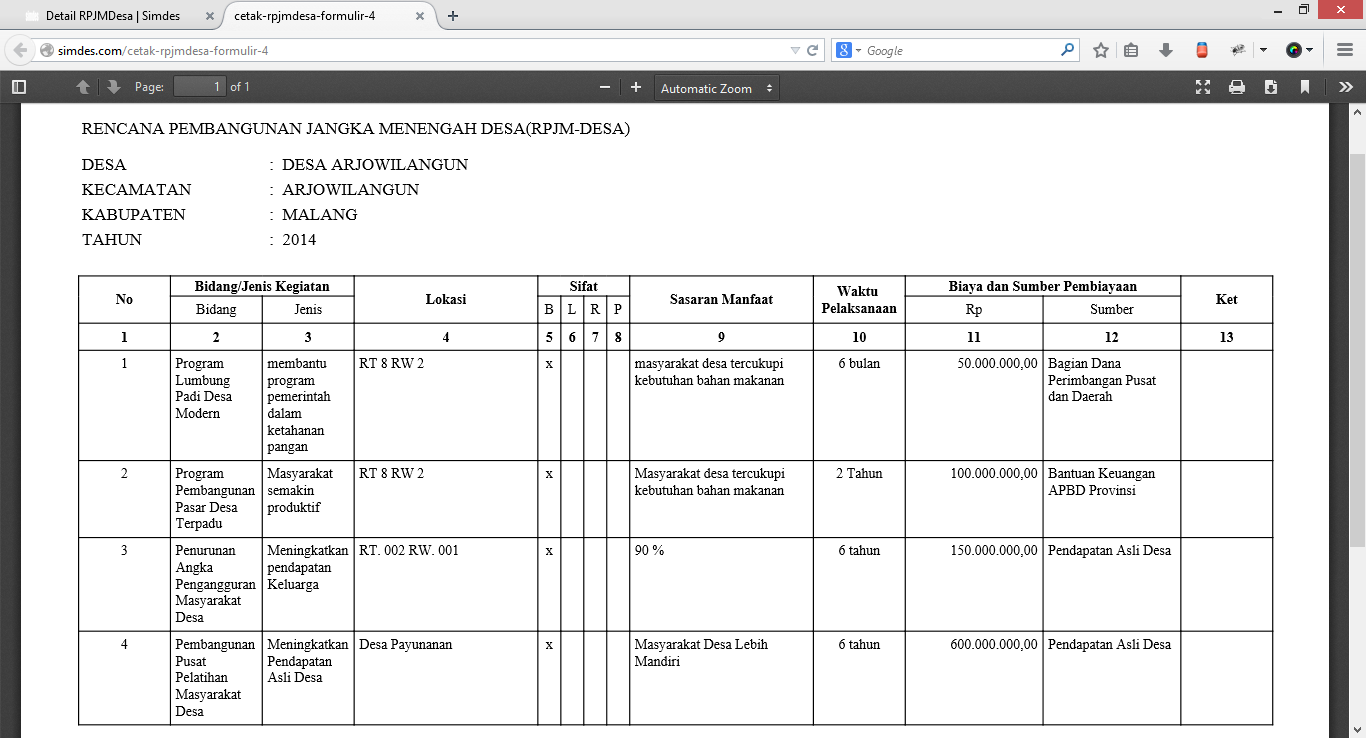 Detail RPJMDesa | Simdes
cetak-rpjmdesa-formulir-4
simdes.com/cetak-rpjmdesa-formulir-4
8
Google
Page:
1
of 1
Automatic Zoom
RENCANA PEMBANGUNAN JANGKA MENENGAH DESA(RPJM-DESA)
DESA : DESA ARJOWILANGUN
KECAMATAN : ARJOWILANGUN
KABUPATEN : MALANG
TAHUN : 2014
No
Bidang/Jenis Kegiatan
Bidang
Jenis
Lokasi
Sifat
B L R P
Sasaran Manfaat
Waktu
Pelaksanaan
Biaya dan Sumber Pembiayaan
Rp
Sumber
Ket
1 2 3 4 5 6 7 8 9 10 11 12 13
1
Program
Lumbung
Padi Desa
Modern
membantu
program
pemerintah
dalam
ketahanan
pangan
RT 8 RW 2
x
masyarakat desa tercukupi
kebutuhan bahan makanan
6 bulan
50.000.000,00
Bagian Dana
Perimbangan Pusat
dan Daerah
2
Program
Pembangunan
Pasar Desa
Terpadu
Masyarakat
semakin
produktif
RT 8 RW 2
x
Masyarakat desa tercukupi
kebutuhan bahan makanan
2 Tahun
100.000.000,00
Bantuan Keuangan
APBD Provinsi
3
Penurunan
Angka
Pengangguran
Masyarakat
Desa
Meningkatkan
pendapatan
Keluarga
RT. 002 RW. 001
x
90 %
6 tahun
150.000.000,00
Pendapatan Asli Desa
4
Pembangunan
Pusat
Pelatihan
Masyarakat
Desa
Meningkatkan
Pendapatan
Asli Desa
Desa Payunanan
x
Masyarakat Desa Lebih
Mandiri
6 tahun
600.000.000,00
Pendapatan Asli Desa